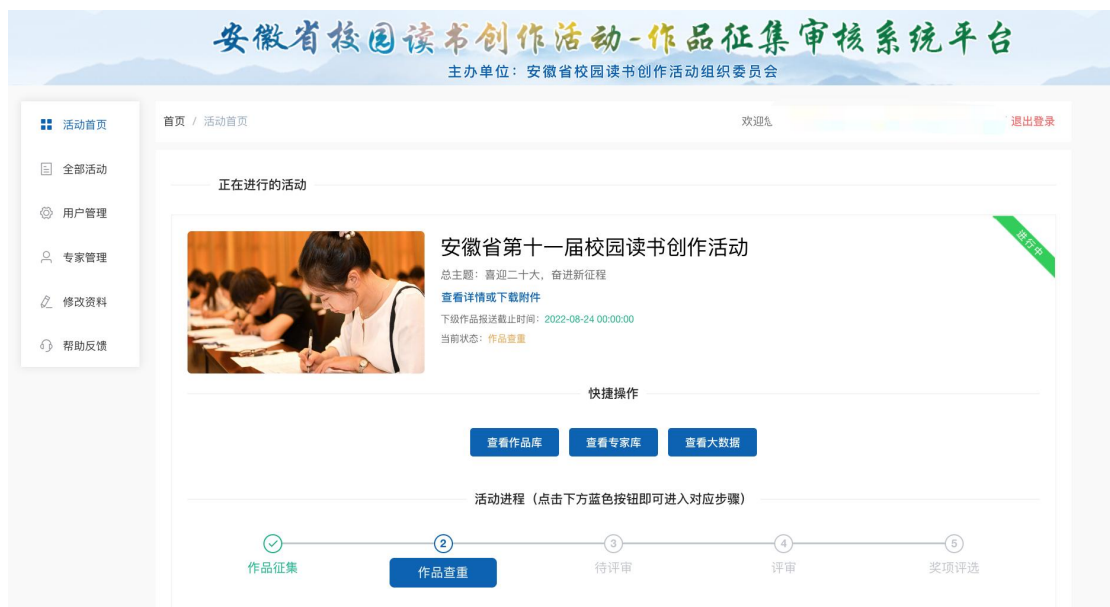 安徽省校园读书创作活动-作品征集审核系统平台
主办单位：安徽省校园读书创作活动组织委员会
活动首页
全部活动
用户管理
专家管理
修改资料
帮助反馈
首页 / 活动首页
欢迎您
退出登录
正在进行的活动
进行中
安徽省第十一届校园读书创作活动
总主题：喜迎二十大，奋进新征程
查看详情或下载附件
下级作品报送截止时间：2022-08-24 00:00:00
当前状态：作品查重
快捷操作
查看作品库 查看专家库 查看大数据
活动进程（点击下方蓝色按钮即可进入对应步骤）
2 3 4 5
作品征集 作品查重 待评审 评审 奖项评选